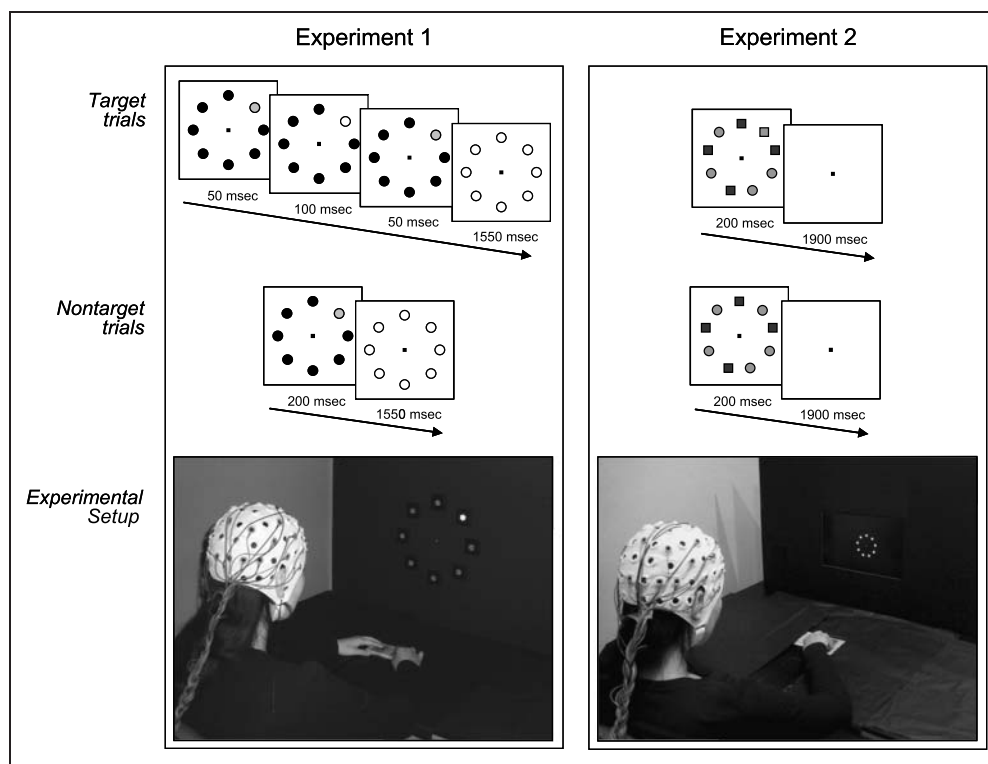 Experiment 1
Experiment 2
Target
trials
50 msec
100 msec
50 msec
1550 msec
200 msec
1900 msec
Nontarget
trials
200 msec
1550 msec
200 msec
1900 msec
Experimental
Setup